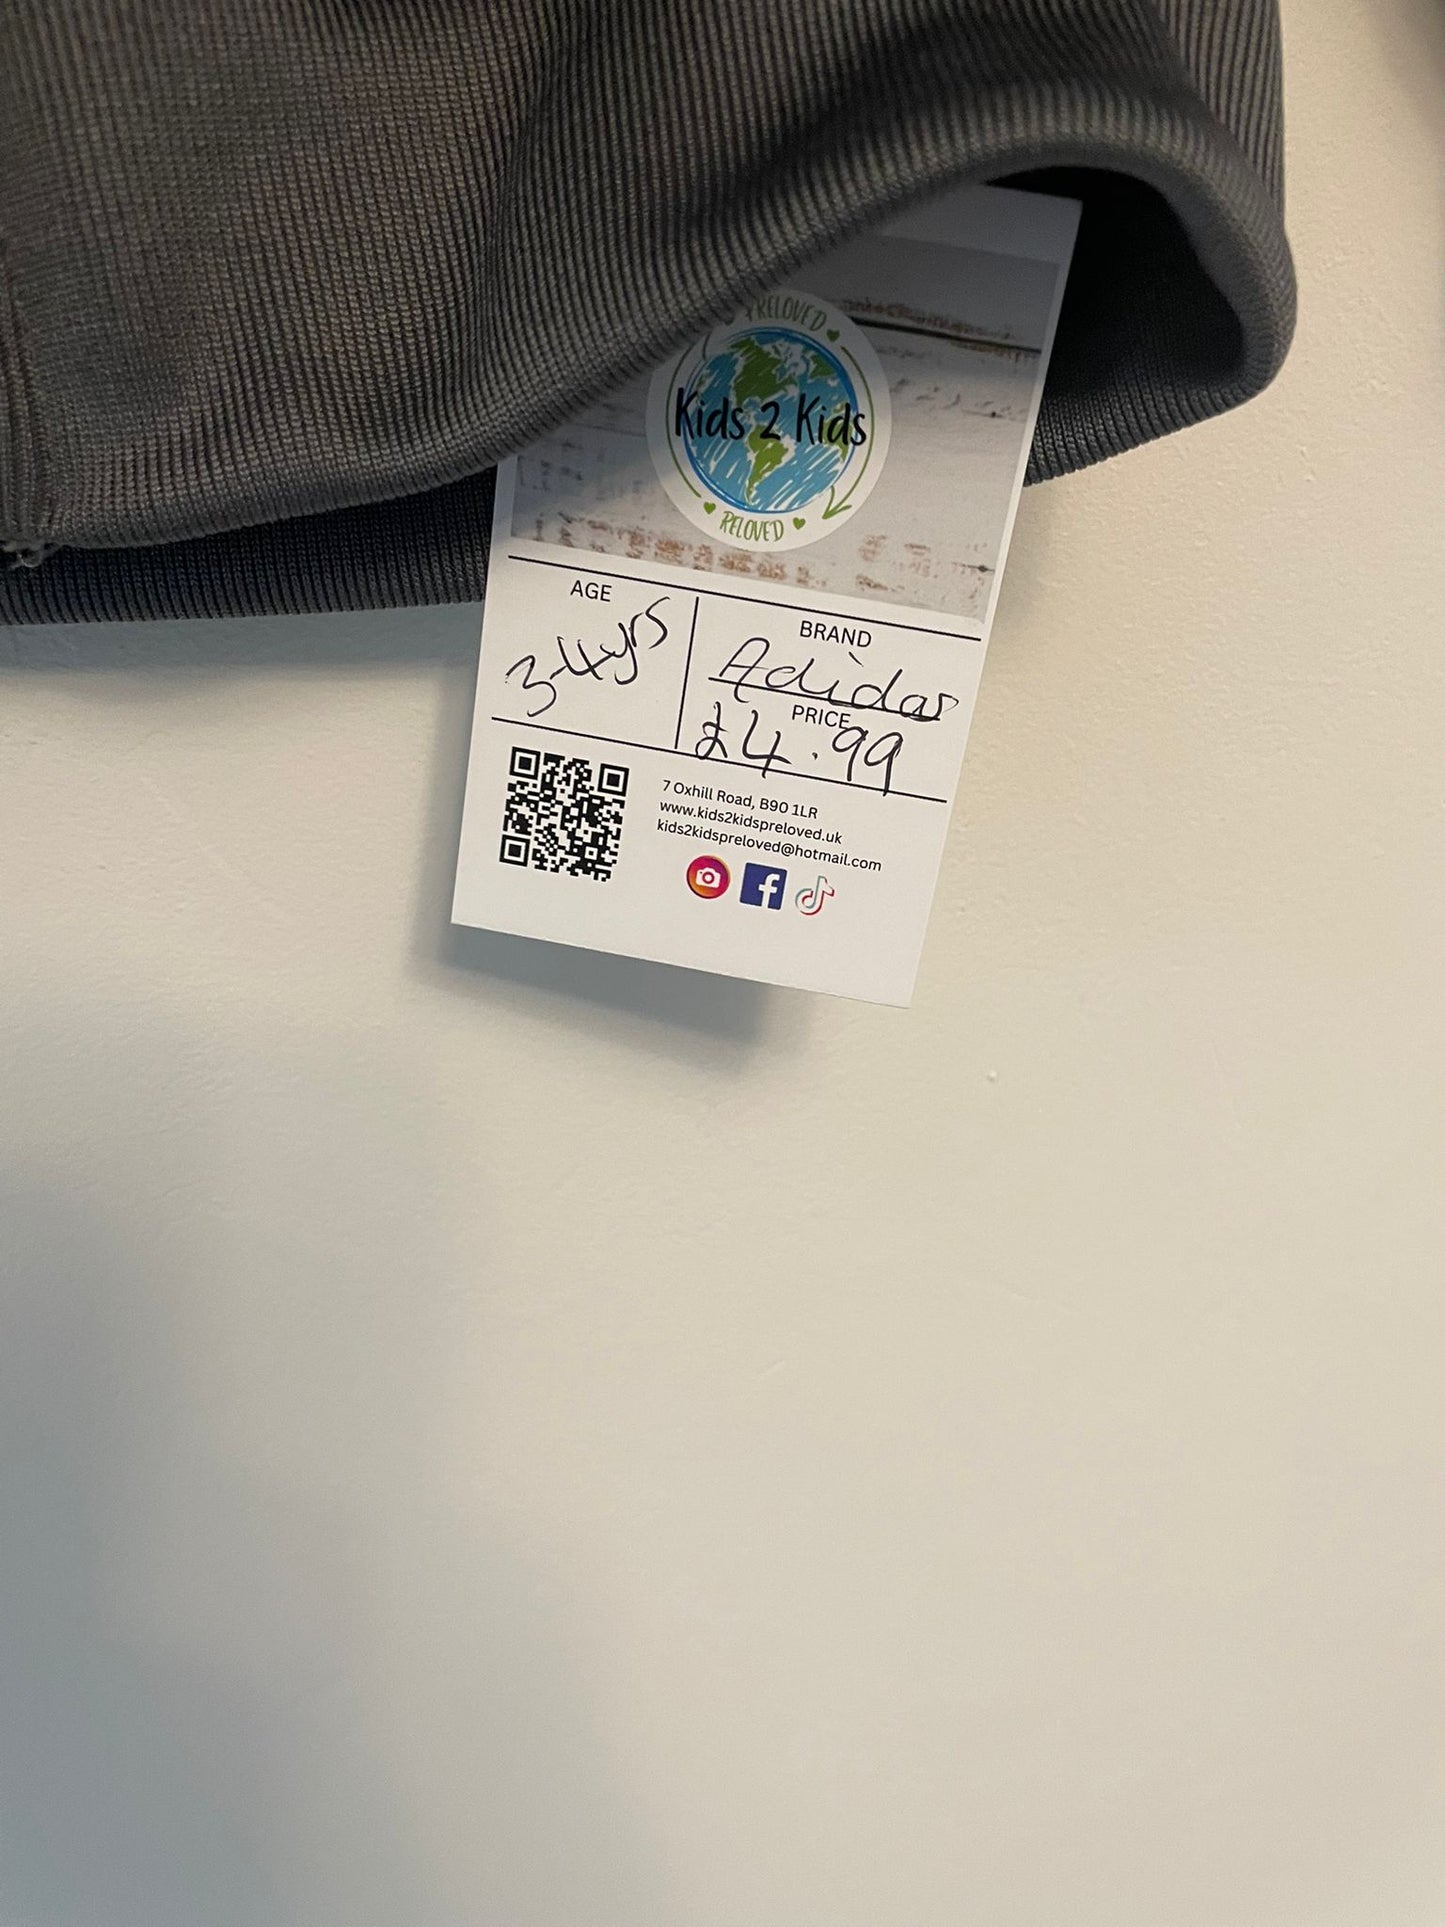 PRELOVED
Kids 2 Kids
RELOVED
AGE
3-4yrs
BRAND
Adidas
PRICE
£4.99
7 Oxhill Road, B90 1LR
www.kids2kidspreloved.uk
kids2kidspreloved@hotmail.com